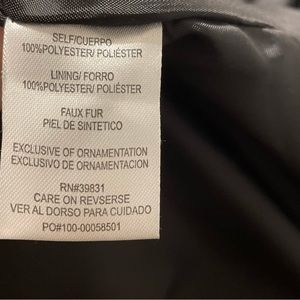 SELF/CUERPO
100%POLYESTER/ POLIÉSTER
LINING/ FORRO
100%POLYESTER/ POLIÉSTER
FAUX FUR
PIEL DE SINTETICO
EXCLUSIVE OF ORNAMENTATION
EXCLUSIVO DE ORNAMENTACION
RN#39831
CARE ON REVSERSE
VER AL DORSO PARA CUIDADO
PO#100-00058501